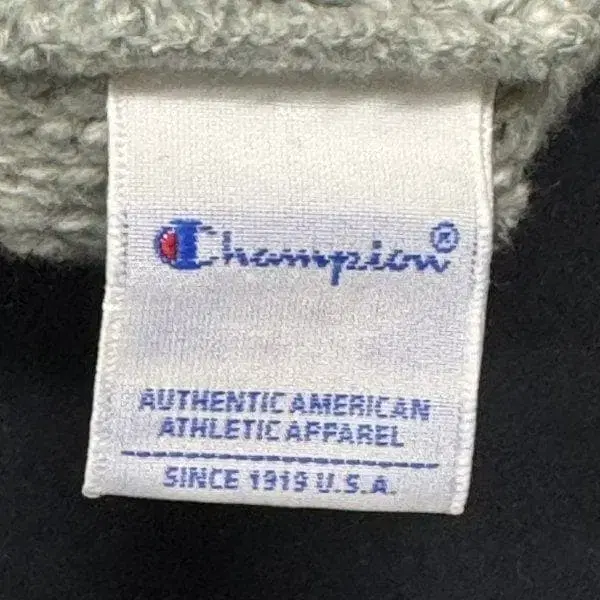 Champion®
AUTHENTIC AMERICAN
ATHLETIC APPAREL
SINCE 1919 U.S.A.